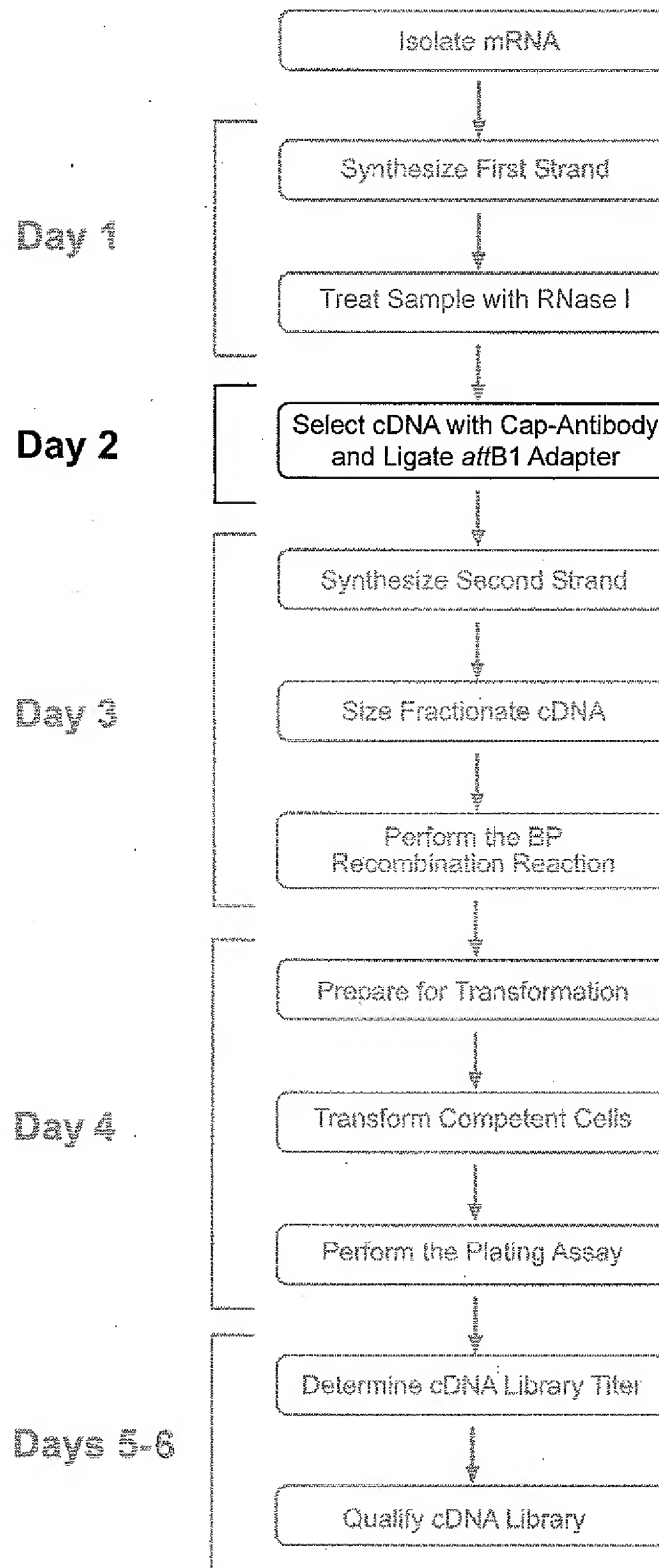 Isolate mRNA
Synthesize First Strand
Day 1
Treat Sample with RNase I
Day 2
Select cDNA with Cap-Antibody
and Ligate attB1 Adapter
Synthesize Second Strand
Day 3
Size Fractionate cDNA
Perform the BP
Recombination Reaction
Prepare for Transformation
Day 4
Transform Competent Cells
Perform the Plating Assay
Determine cDNA Library Titer
Days 5-6
Qualify cDNA Library